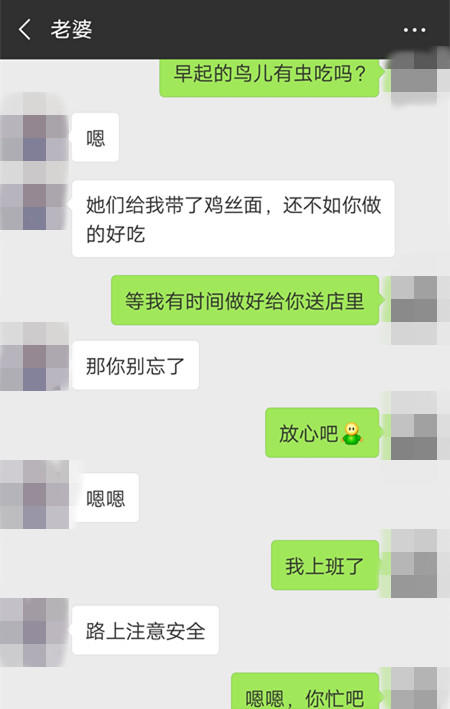 老婆
早起的鸟儿有虫吃吗?
嗯
她们给我带了鸡丝面，还不如你做
的好吃
等我有时间做好给你送店里
那你别忘了
放心吧
嗯嗯
我上班了
路上注意安全
嗯嗯，你忙吧